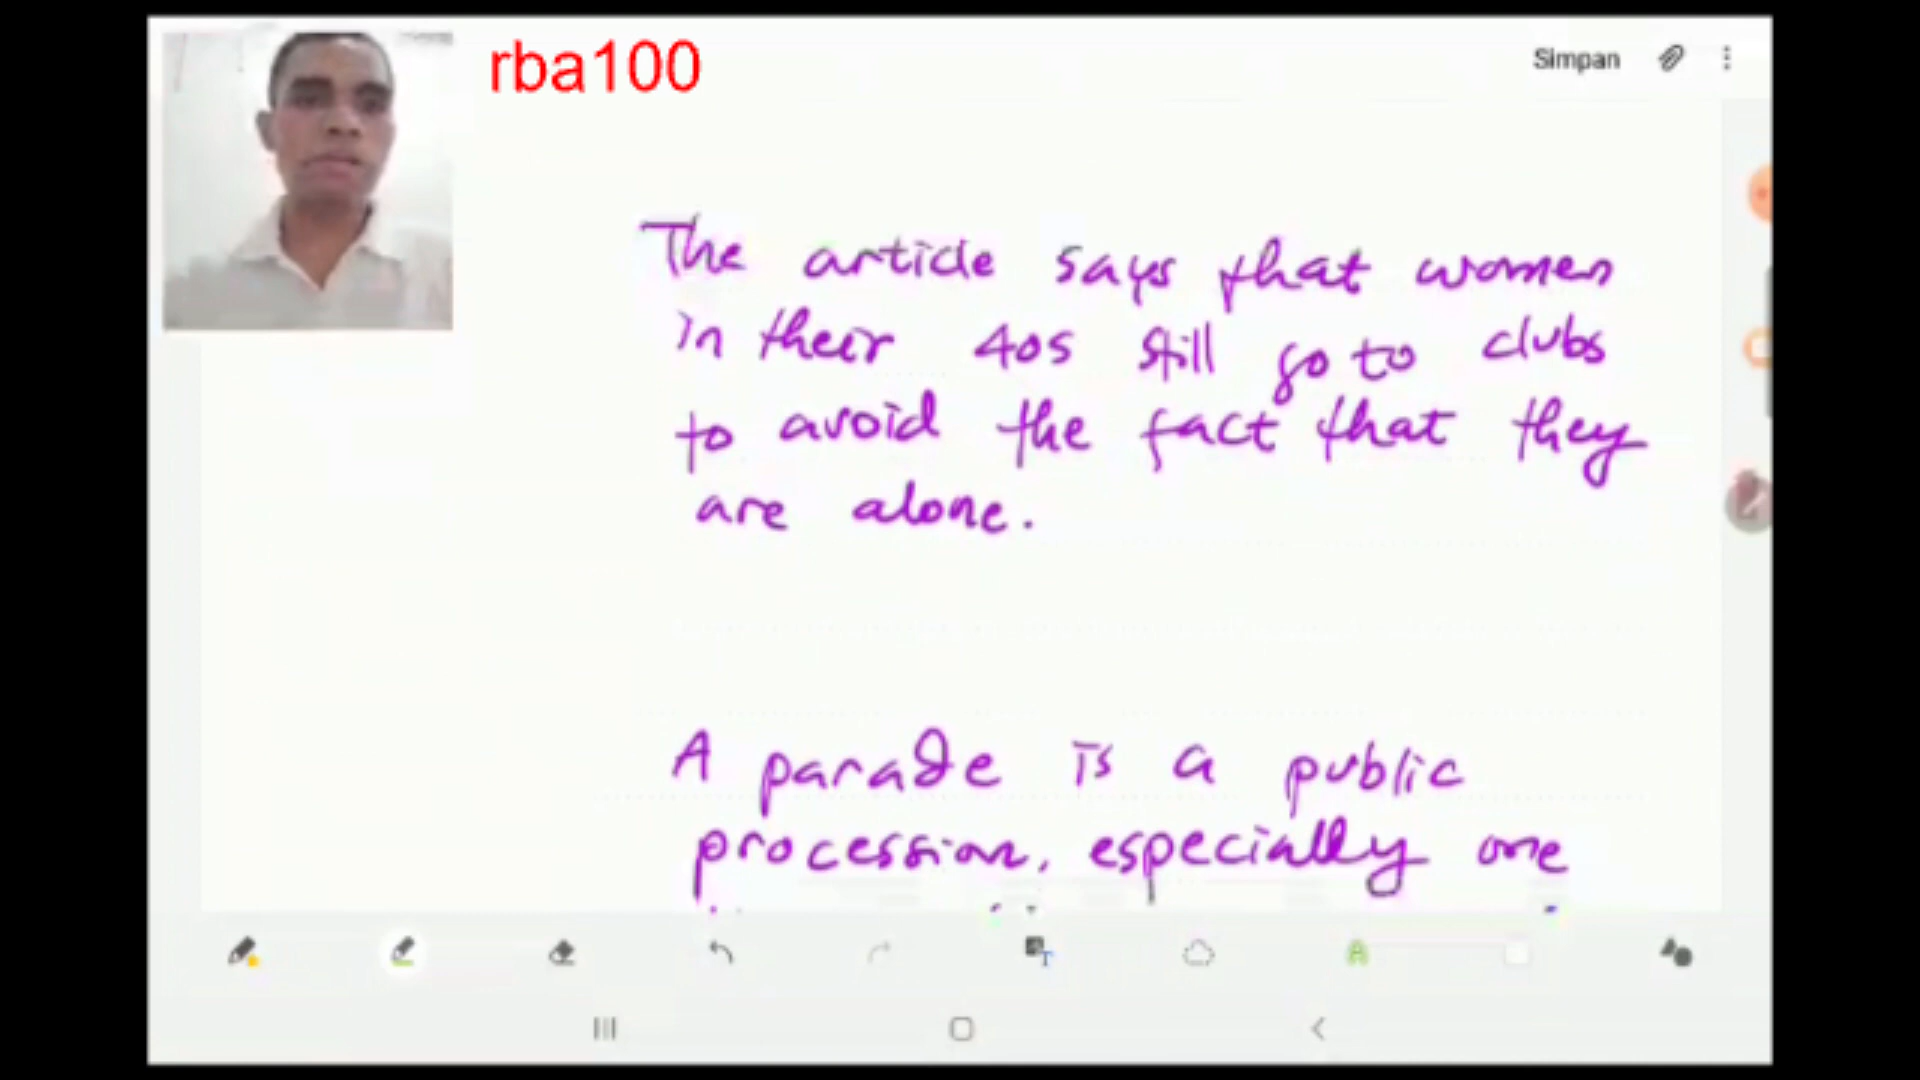 rba100
Simpan
The article says that women
in their 40s still go to clubs
to avoid the fact that they
are alone.
A parade is a public
procession, especially one